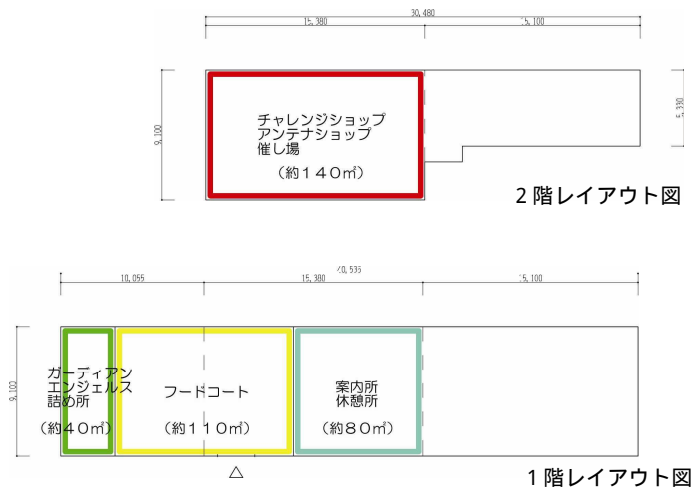 30,480
15,380
15,100
9,100
チャレンジショップ
アンテナショップ
催し場
（約１４０㎡）
2階レイアウト図
40,535
10,055
15,380
15,100
9,100
ガーディアン
エンジェルス
詰め所
（約４０㎡）
フードコート
（約１１０㎡）
案内所
休憩所
（約８０㎡）
1階レイアウト図